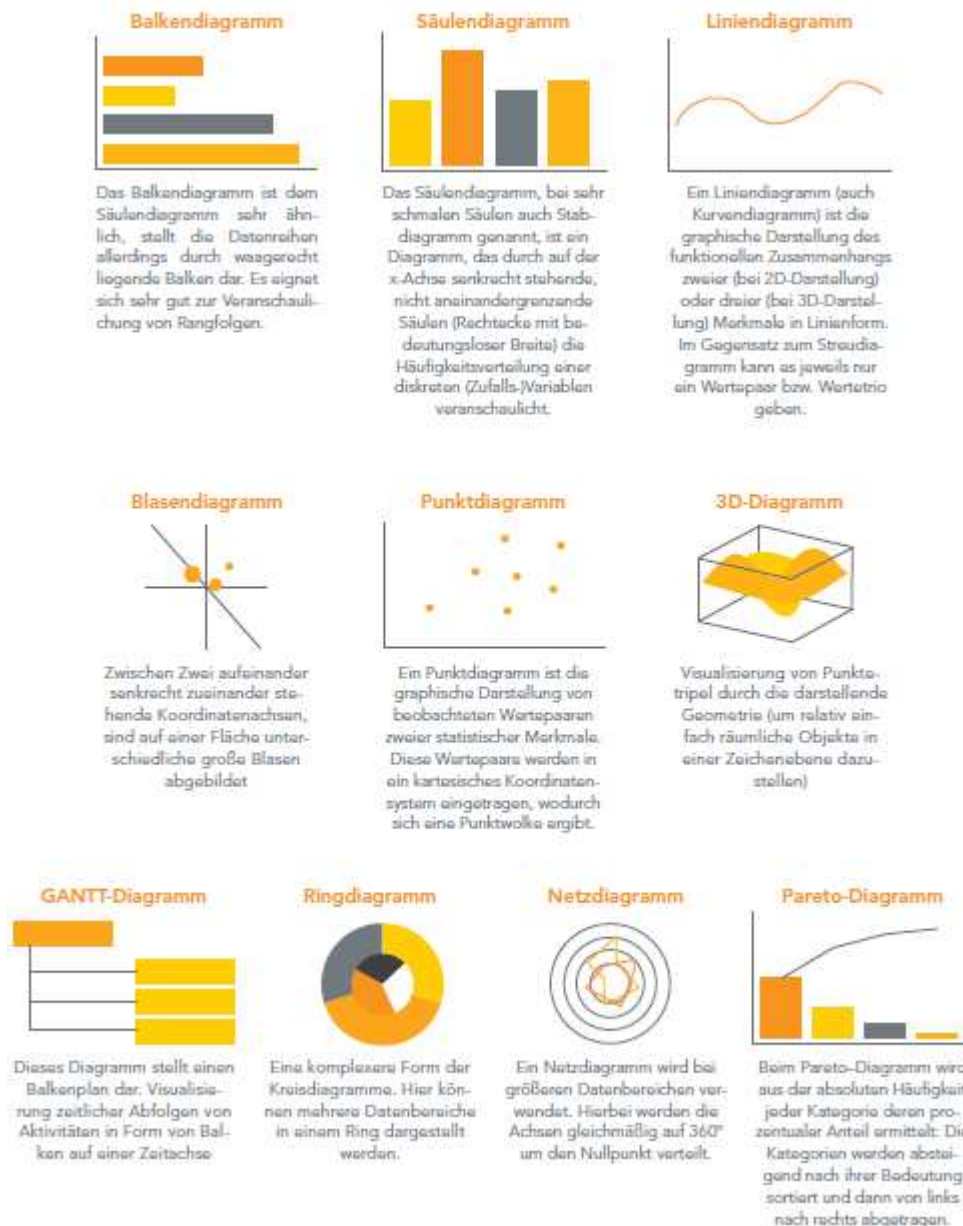 Balkendiagramm
Das Balkendiagramm ist dem
Säulendiagramm sehr ähn-
lich, stellt die Datenreihen
allerdings durch waagerecht
liegende Balken dar. Es eignet
sich sehr gut zur Veranschauli-
chung von Rangfolgen.
Säulendiagramm
Das Säulendiagramm, bei sehr
schmalen Säulen auch Stab-
diagramm genannt, ist ein
Diagramm, das durch auf der
x-Achse senkrecht stehende,
nicht aneinandergrenzende
Säulen (Rechtecke mit be-
deutungsloser Breite) die
Häufigkeitsverteilung einer
diskreten (Zufalls-)Variablen
veranschaulicht.
Liniendiagramm
Ein Liniendiagramm (auch
Kurvendiagramm) ist die
graphische Darstellung des
funktionellen Zusammenhangs
zweier (bei 2D-Darstellung)
oder dreier (bei 3D-Darstel-
lung) Merkmale in Linienform.
Im Gegensatz zum Streudia-
gramm kann es jeweils nur
ein Wertepaar bzw. Wertetrio
geben.
Blasendiagramm
Zwischen Zwei aufeinander
senkrecht zueinander ste-
hende Koordinatenachsen,
sind auf einer Fläche unter-
schiedliche große Blasen
abgebildet
Punktdiagramm
Ein Punktdiagramm ist die
graphische Darstellung von
beobachteten Wertepaaren
zweier statistischer Merkmale.
Diese Wertepaare werden in
ein kartesisches Koordinaten-
system eingetragen, wodurch
sich eine Punktwolke ergibt.
3D-Diagramm
Visualisierung von Punkte-
tripel durch die darstellende
Geometrie (um relativ ein-
fach räumliche Objekte in
einer Zeichenebene dazu-
stellen)
GANTT-Diagramm
Dieses Diagramm stellt einen
Balkenplan dar. Visualisie-
rung zeitlicher Abfolgen von
Aktivitäten in Form von Bal-
ken auf einer Zeitachse
Ringdiagramm
Eine komplexere Form der
Kreisdiagramme. Hier kön-
nen mehrere Datenbereiche
in einem Ring dargestellt
werden.
Netzdiagramm
Ein Netzdiagramm wird bei
größeren Datenbereichen ver-
wendet. Hierbei werden die
Achsen gleichmäßig auf 360°
um den Nullpunkt verteilt.
Pareto-Diagramm
Beim Pareto-Diagramm wird
aus der absoluten Häufigkeit
jeder Kategorie deren pro-
zentualer Anteil ermittelt: Die
Kategorien werden abstei-
gend nach ihrer Bedeutung
sortiert und dann von links
nach rechts abgetragen.